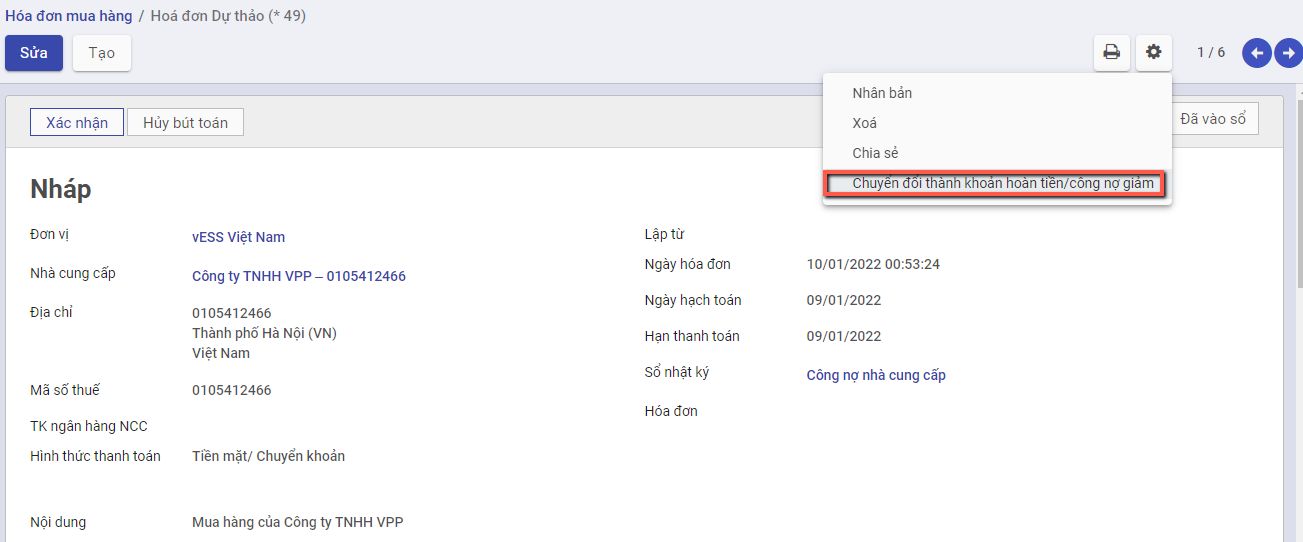 Hóa đơn mua hàng / Hoá đơn Dự thảo (* 49)
Sửa Tạo 1 / 6
Nhân bản
Xoá
Chia sẻ
Chuyển đổi thành khoản hoàn tiền/công nợ giảm
Xác nhận Hủy bút toán Đã vào sổ
Nháp
Đơn vị vESS Việt Nam
Lập từ
Nhà cung cấp Công ty TNHH VPP – 0105412466
Ngày hóa đơn 10/01/2022 00:53:24
Địa chỉ 0105412466
Thành phố Hà Nội (VN)
Việt Nam
Ngày hạch toán 09/01/2022
Hạn thanh toán 09/01/2022
Sổ nhật ký Công nợ nhà cung cấp
Mã số thuế 0105412466
Hóa đơn
TK ngân hàng NCC
Hình thức thanh toán Tiền mặt/ Chuyển khoản
Nội dung Mua hàng của Công ty TNHH VPP